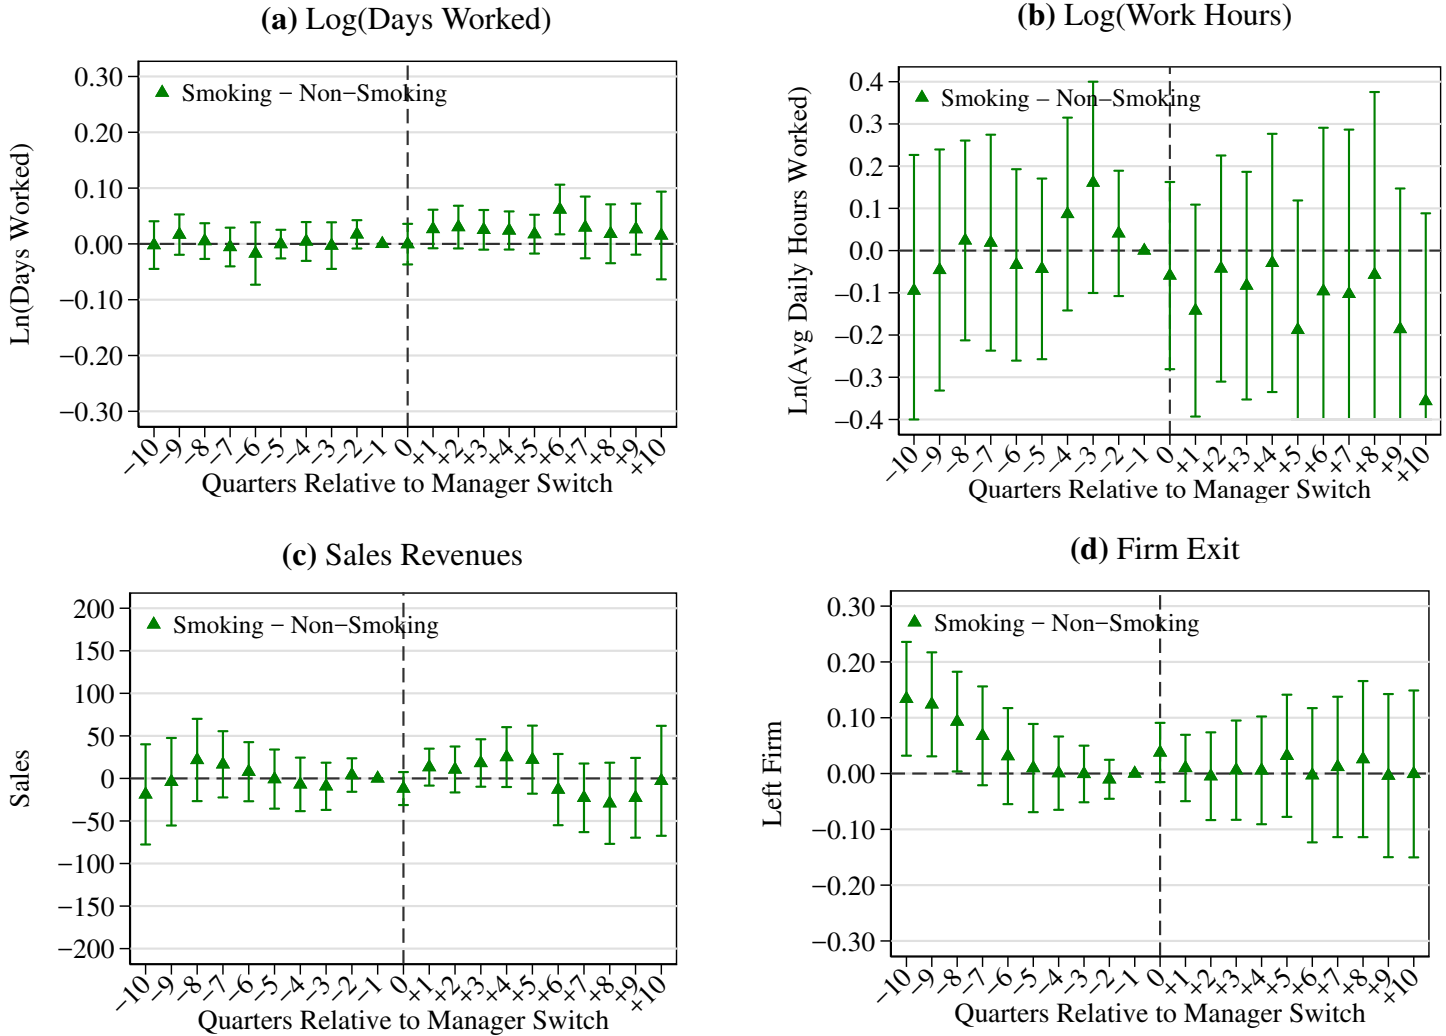 (a) Log(Days Worked)
Ln(Days Worked)
0.30
0.20
0.10
0.00
−0.10
−0.20
−0.30
Smoking − Non−Smoking
−10 −9 −8 −7 −6 −5 −4 −3 −2 −1 0 +1 +2 +3 +4 +5 +6 +7 +8 +9 +10
Quarters Relative to Manager Switch
(b) Log(Work Hours)
Ln(Avg Daily Hours Worked)
0.4
0.3
0.2
0.1
0.0
−0.1
−0.2
−0.3
−0.4
Smoking − Non−Smoking
−10 −9 −8 −7 −6 −5 −4 −3 −2 −1 0 +1 +2 +3 +4 +5 +6 +7 +8 +9 +10
Quarters Relative to Manager Switch
(c) Sales Revenues
Sales
200
150
100
50
0
−50
−100
−150
−200
Smoking − Non−Smoking
−10 −9 −8 −7 −6 −5 −4 −3 −2 −1 0 +1 +2 +3 +4 +5 +6 +7 +8 +9 +10
Quarters Relative to Manager Switch
(d) Firm Exit
Left Firm
0.30
0.20
0.10
0.00
−0.10
−0.20
−0.30
Smoking − Non−Smoking
−10 −9 −8 −7 −6 −5 −4 −3 −2 −1 0 +1 +2 +3 +4 +5 +6 +7 +8 +9 +10
Quarters Relative to Manager Switch